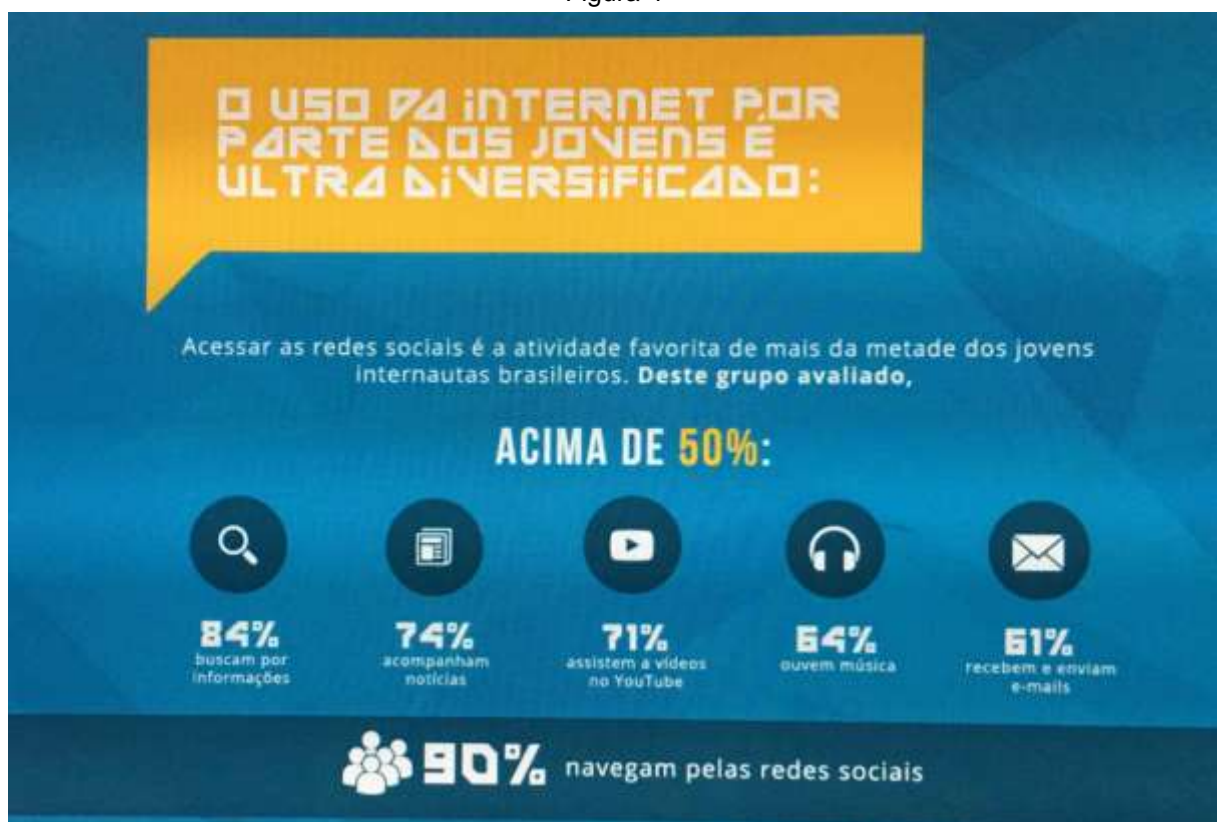 Figura 1
O USO DA INTERNET POR
PARTE DOS JOVENS É
ULTRA DIVERSIFICADO:
Acessar as redes sociais é a atividade favorita de mais da metade dos jovens
internautas brasileiros. Deste grupo avaliado,
ACIMA DE 50%:
84%
buscam por
informações
74%
acompanham
notícias
71%
assistem a vídeos
no YouTube
64%
ouvem música
61%
recebem e enviam
e-mails
90% navegam pelas redes sociais